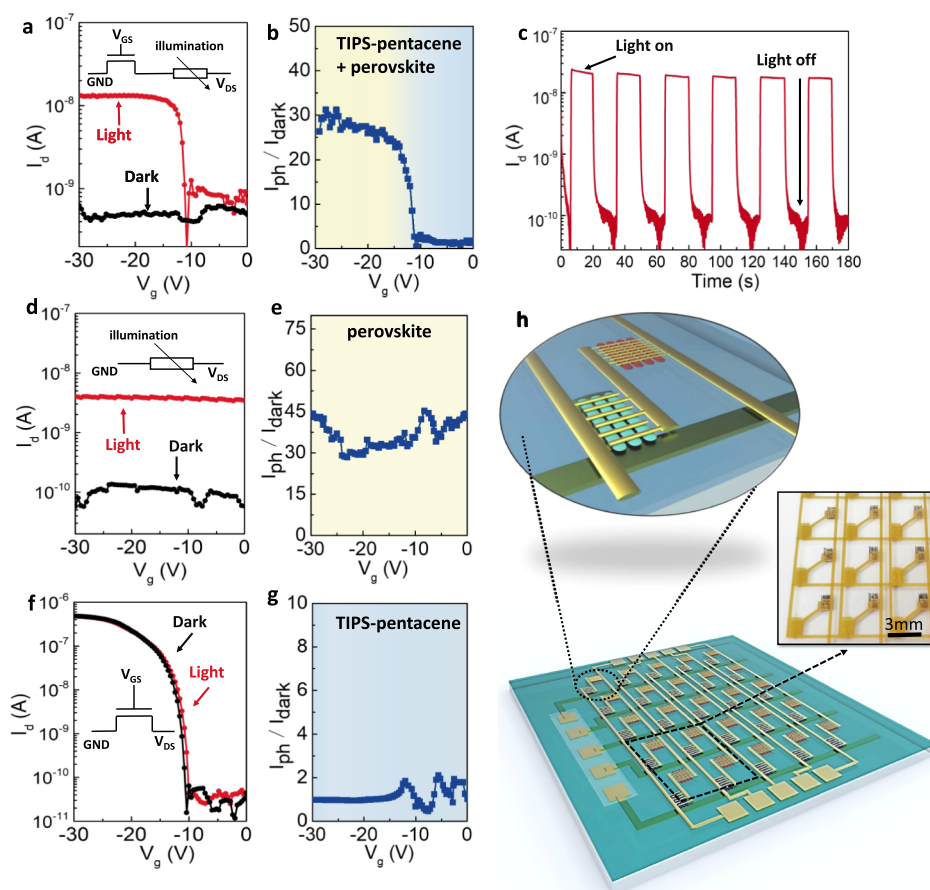 a
10⁻⁷
10⁻⁸
10⁻⁹
I_d (A)
V_GS
illumination
GND
V_DS
Light
Dark
-30 -20 -10 0
V_g (V)
b
50
40
30
20
10
0
I_ph / I_dark
TIPS-pentacene
+ perovskite
-30 -20 -10 0
V_g (V)
c
10⁻⁷
10⁻⁸
10⁻⁹
10⁻¹⁰
I_d (A)
Light on
Light off
0 20 40 60 80 100 120 140 160 180
Time (s)
d
10⁻⁷
10⁻⁸
10⁻⁹
10⁻¹⁰
I_d (A)
illumination
GND
V_DS
Light
Dark
-30 -20 -10 0
V_g (V)
e
75
60
45
30
15
0
I_ph / I_dark
perovskite
-30 -20 -10 0
V_g (V)
f
10⁻⁶
10⁻⁷
10⁻⁸
10⁻⁹
10⁻¹⁰
10⁻¹¹
I_d (A)
Dark
Light
V_GS
GND
V_DS
-30 -20 -10 0
V_g (V)
g
10
8
6
4
2
0
I_ph / I_dark
TIPS-pentacene
-30 -20 -10 0
V_g (V)
h
3mm